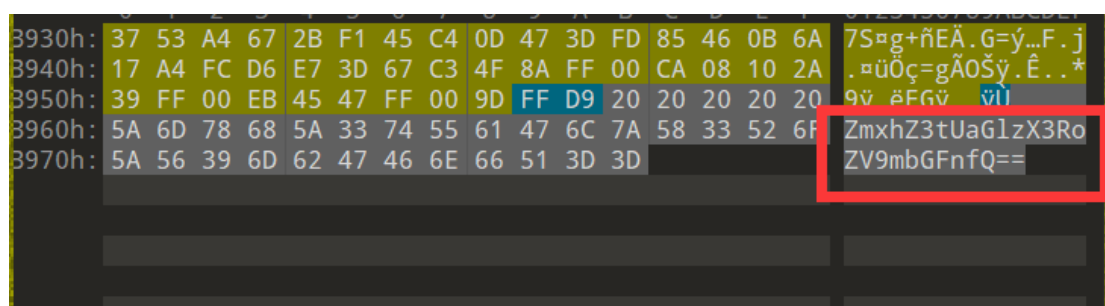 3930h: 37 53 A4 67 2B F1 45 C4 0D 47 3D FD 85 46 0B 6A 7S¤g+ñEÄ.G=ý…F.j
3940h: 17 A4 FC D6 E7 3D 67 C3 4F 8A FF 00 CA 08 10 2A .¤üÖç=gÃOŠÿ.Ê..*
3950h: 39 FF 00 EB 45 47 FF 00 9D FF D9 20 20 20 20 20 9ÿ ëEGÿ ÿÙ
3960h: 5A 6D 78 68 5A 33 74 55 61 47 6C 7A 58 33 52 6F ZmxhZ3tUaGlzX3Ro
3970h: 5A 56 39 6D 62 47 46 6E 66 51 3D 3D ZV9mbGFnfQ==